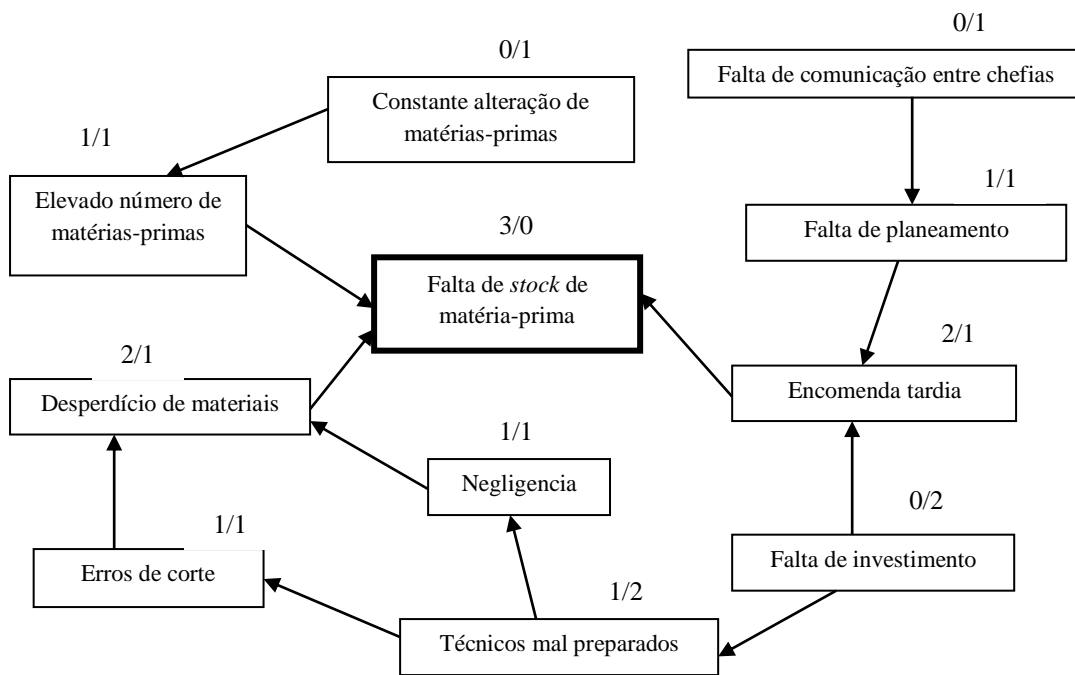 0/1
Falta de comunicação entre chefias
0/1
Constante alteração de
matérias-primas
1/1
Elevado número de
matérias-primas
1/1
Falta de planeamento
3/0
Falta de stock de
matéria-prima
2/1
Desperdício de materiais
2/1
Encomenda tardia
1/1
Negligencia
0/2
Falta de investimento
1/1
Erros de corte
1/2
Técnicos mal preparados